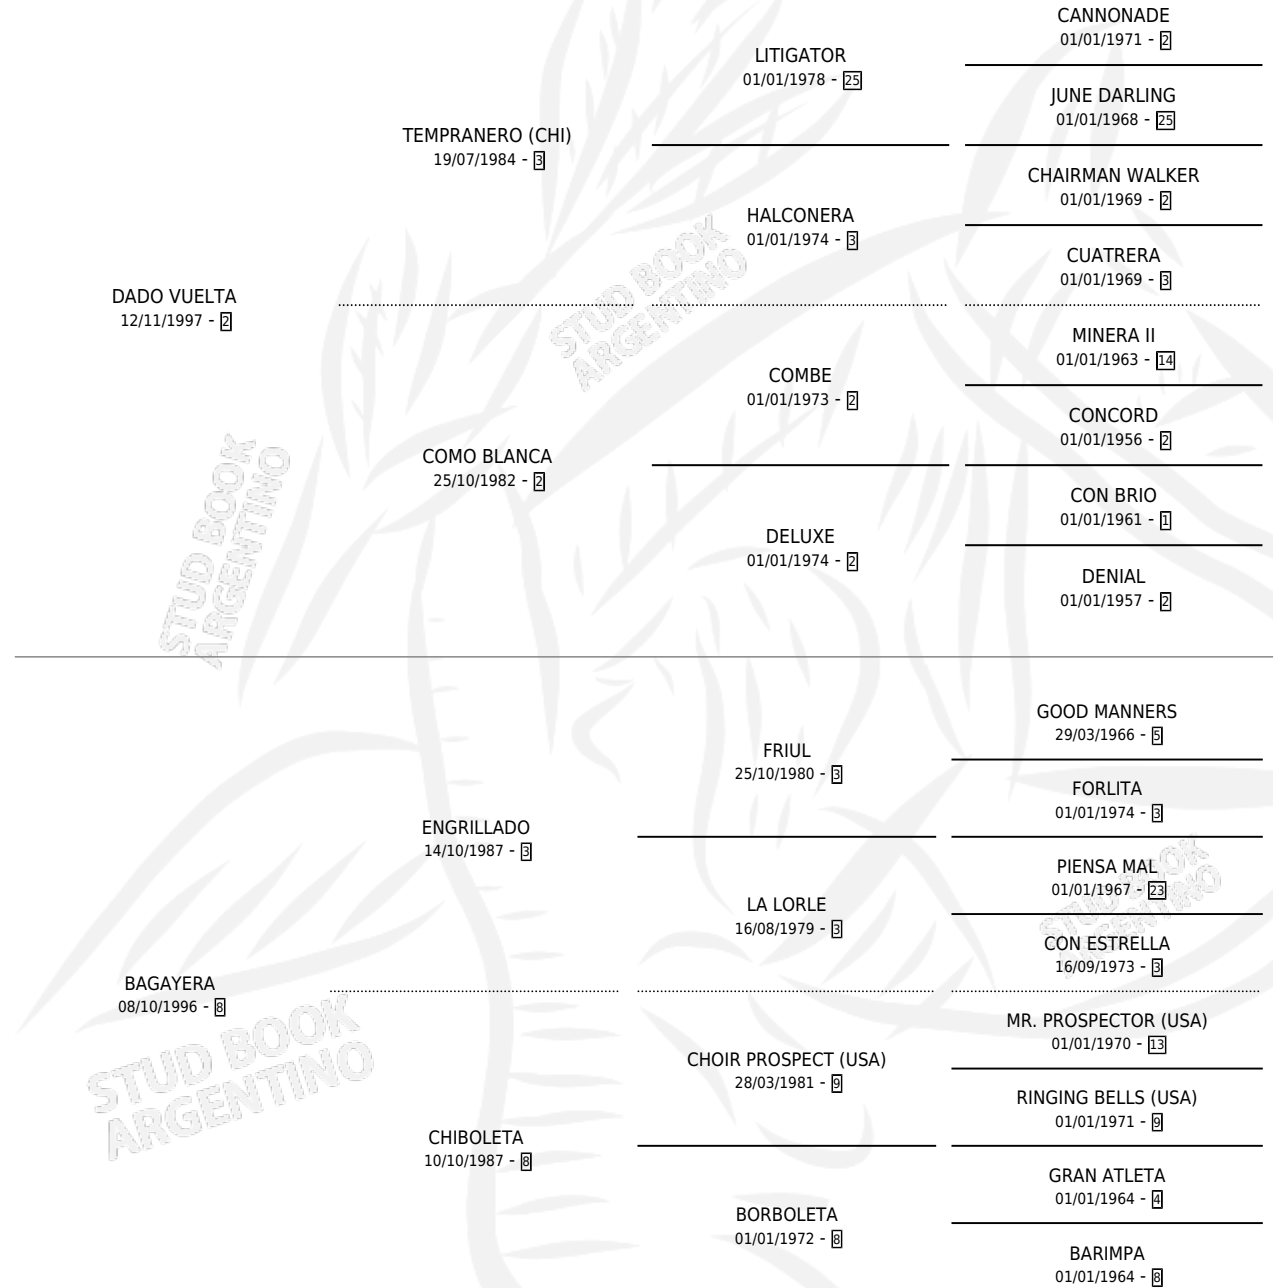 CANNONADE
01/01/1971 - 2
LITIGATOR
01/01/1978 - 25
JUNE DARLING
01/01/1968 - 25
TEMPRANERO (CHI)
19/07/1984 - 3
CHAIRMAN WALKER
01/01/1969 - 2
HALCONERA
01/01/1974 - 3
CUATRERA
01/01/1969 - 3
DADO VUELTA
12/11/1997 - 2
MINERA II
01/01/1963 - 14
COMBE
01/01/1973 - 2
CONCORD
01/01/1956 - 2
COMO BLANCA
25/10/1982 - 2
CON BRIO
01/01/1961 - 1
DELUXE
01/01/1974 - 2
DENIAL
01/01/1957 - 2
STUD BOOK
ARGENTINO
STUD BOOK
ARGENTINO
GOOD MANNERS
29/03/1966 - 5
FRIUL
25/10/1980 - 3
FORLITA
01/01/1974 - 3
ENGRILLADO
14/10/1987 - 3
PIENSA MAL
01/01/1967 - 23
LA LORLE
16/08/1979 - 3
CON ESTRELLA
16/09/1973 - 3
STUD BOOK
ARGENTINO
BAGAYERA
08/10/1996 - 8
MR. PROSPECTOR (USA)
01/01/1970 - 13
CHOIR PROSPECT (USA)
28/03/1981 - 9
RINGING BELLS (USA)
01/01/1971 - 9
STUD BOOK
ARGENTINO
CHIBOLETA
10/10/1987 - 8
GRAN ATLETA
01/01/1964 - 4
BORBOLETA
01/01/1972 - 8
BARIMPA
01/01/1964 - 8